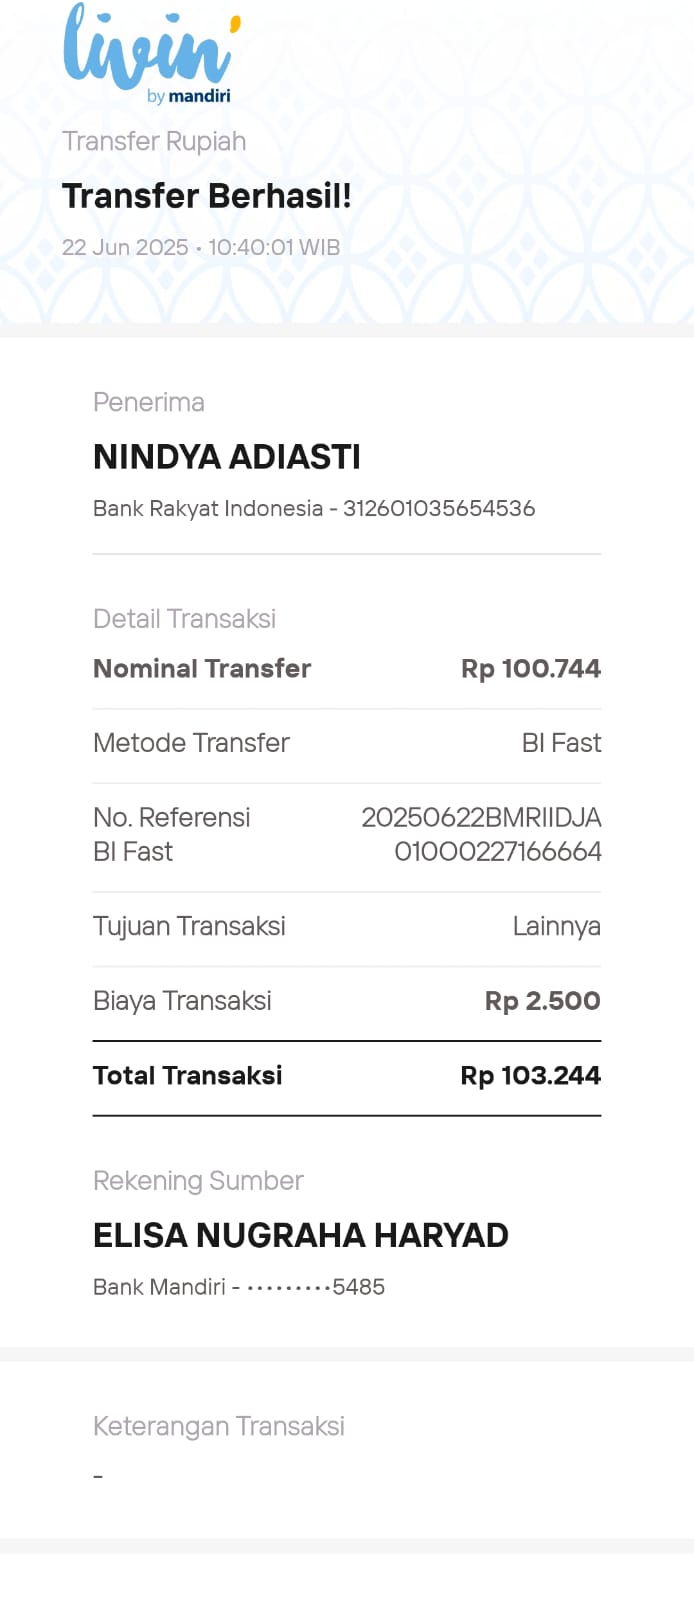 livin'
by mandiri
Transfer Rupiah
Transfer Berhasil!
22 Jun 2025 • 10:40:01 WIB
Penerima
NINDYA ADIASTI
Bank Rakyat Indonesia - 312601035654536
Detail Transaksi
Nominal Transfer Rp 100.744
Metode Transfer BI Fast
No. Referensi 20250622BMRIIDJA
BI Fast 01000227166664
Tujuan Transaksi Lainnya
Biaya Transaksi Rp 2.500
Total Transaksi Rp 103.244
Rekening Sumber
ELISA NUGRAHA HARYAD
Bank Mandiri - •••••••••5485
Keterangan Transaksi
-